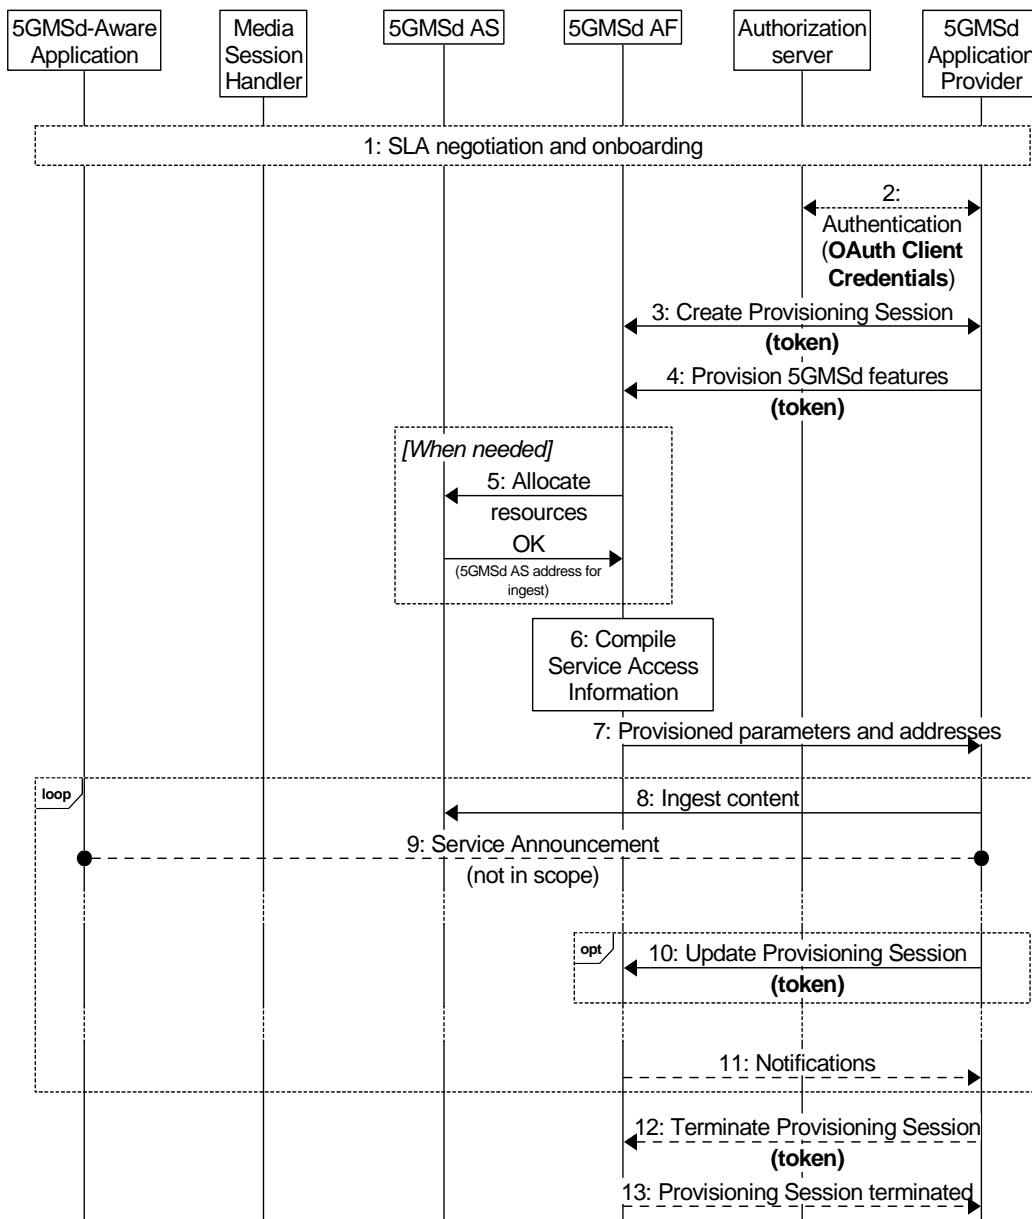 5GMSd-Aware
Application
Media
Session
Handler
5GMSd AS
5GMSd AF
Authorization
server
5GMSd
Application
Provider
1: SLA negotiation and onboarding
2:
Authentication
(OAuth Client
Credentials)
3: Create Provisioning Session
(token)
4: Provision 5GMSd features
(token)
[When needed]
5: Allocate
resources
OK
(5GMSd AS address for
ingest)
6: Compile
Service Access
Information
7: Provisioned parameters and addresses
loop
8: Ingest content
9: Service Announcement
(not in scope)
opt
10: Update Provisioning Session
(token)
11: Notifications
12: Terminate Provisioning Session
(token)
13: Provisioning Session terminated